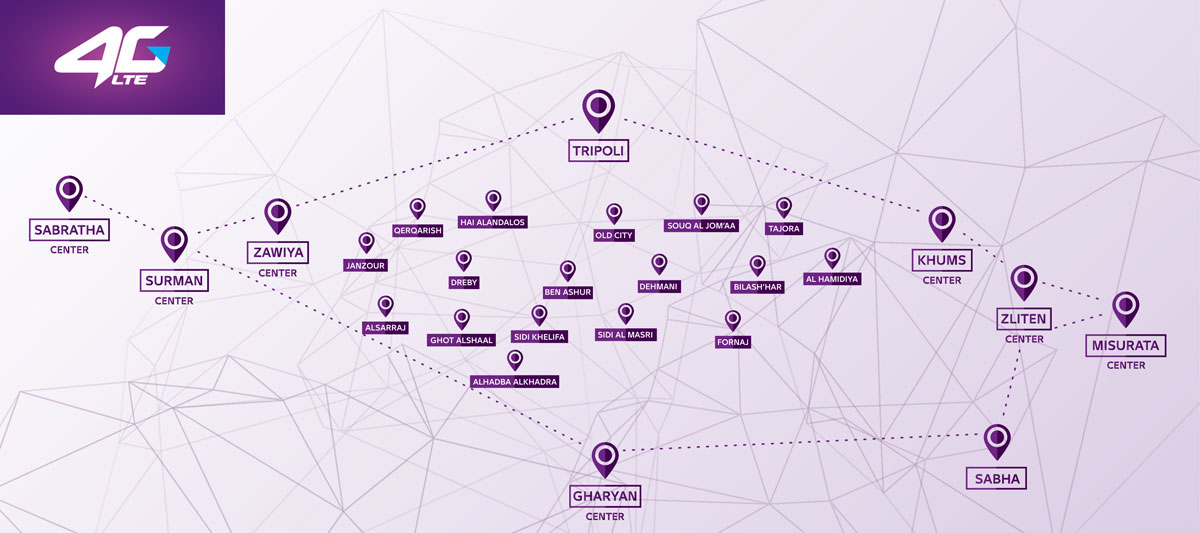 4G
LTE
TRIPOLI
SABRATHA
CENTER
SURMAN
CENTER
ZAWIYA
CENTER
QERQARISH
HAI ALANDALOS
OLD CITY
SOUQ AL JOM'AA
TAJORA
JANZOUR
DREBY
BEN ASHUR
DEHMANI
BILASH'HAR
AL HAMIDIYA
ALSARRAJ
GHOT ALSHAAL
SIDI KHELIFA
SIDI AL MASRI
FORNAJ
ALHADBA ALKHADRA
KHUMS
CENTER
ZLITEN
CENTER
MISURATA
CENTER
GHARYAN
CENTER
SABHA